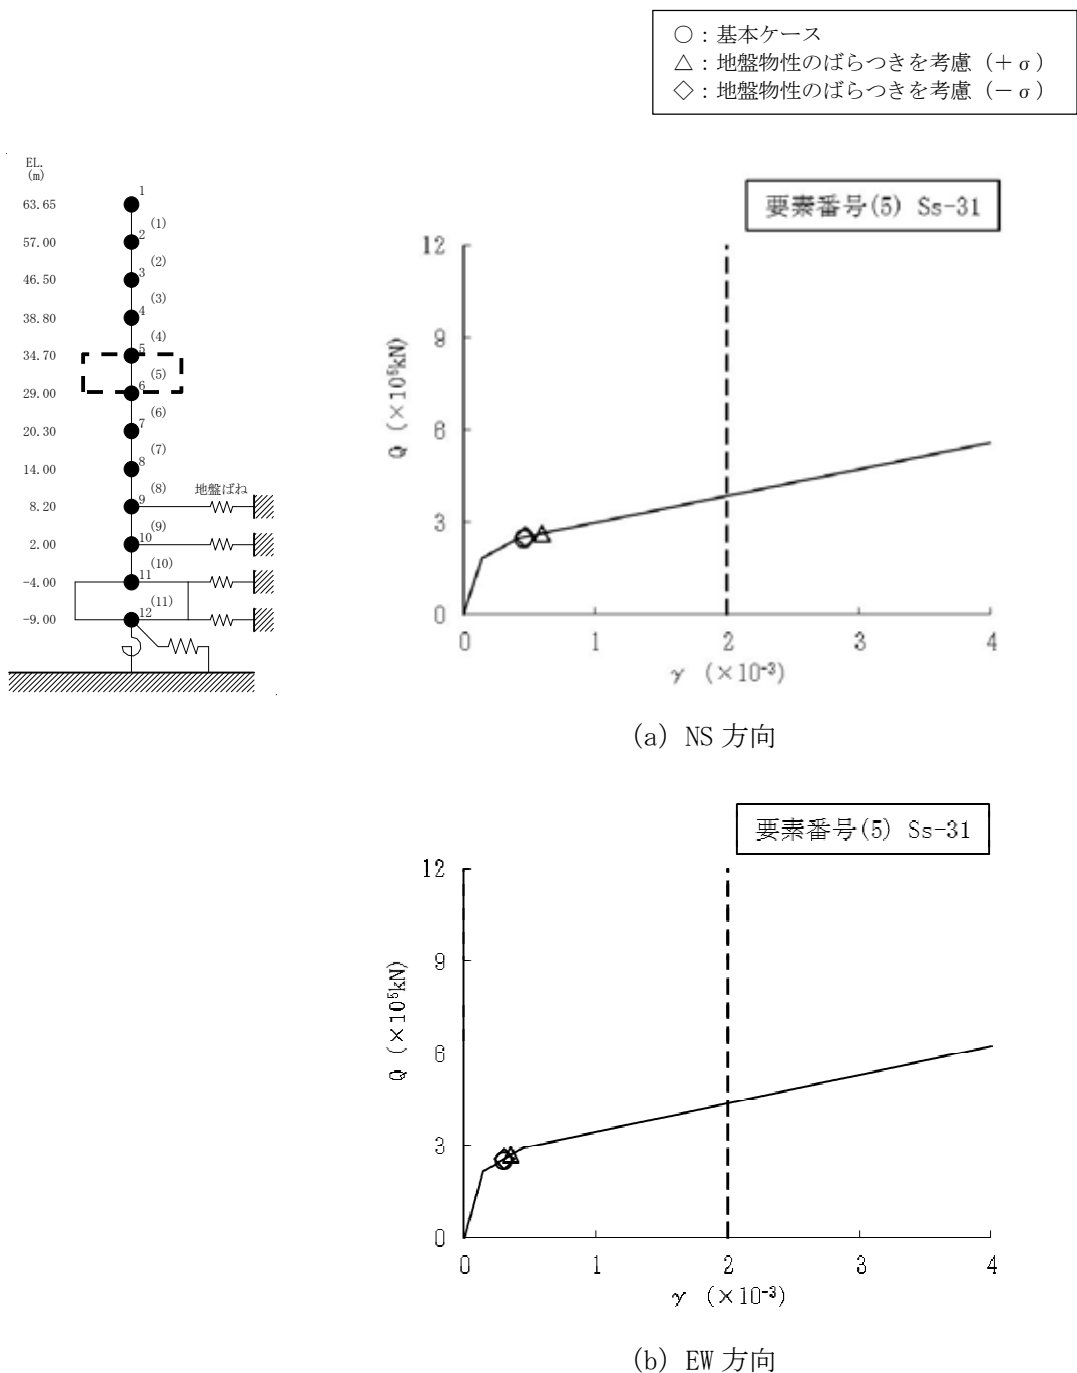 ○：基本ケース
△：地盤物性のばらつきを考慮（＋σ）
◇：地盤物性のばらつきを考慮（－σ）
EL.
(m)
63.65
57.00
46.50
38.80
34.70
29.00
20.30
14.00
8.20
2.00
-4.00
-9.00
1
(1)
2
(2)
3
(3)
4
(4)
5
(5)
6
(6)
7
(7)
8
(8)
9
(9)
10
(10)
11
(11)
12
地盤ばね
要素番号(5) Ss-31
Q (×10⁵kN)
12
9
6
3
0
0 1 2 3 4
γ (×10⁻³)
(a) NS 方向
要素番号(5) Ss-31
Q (×10⁵kN)
12
9
6
3
0
0 1 2 3 4
γ (×10⁻³)
(b) EW 方向